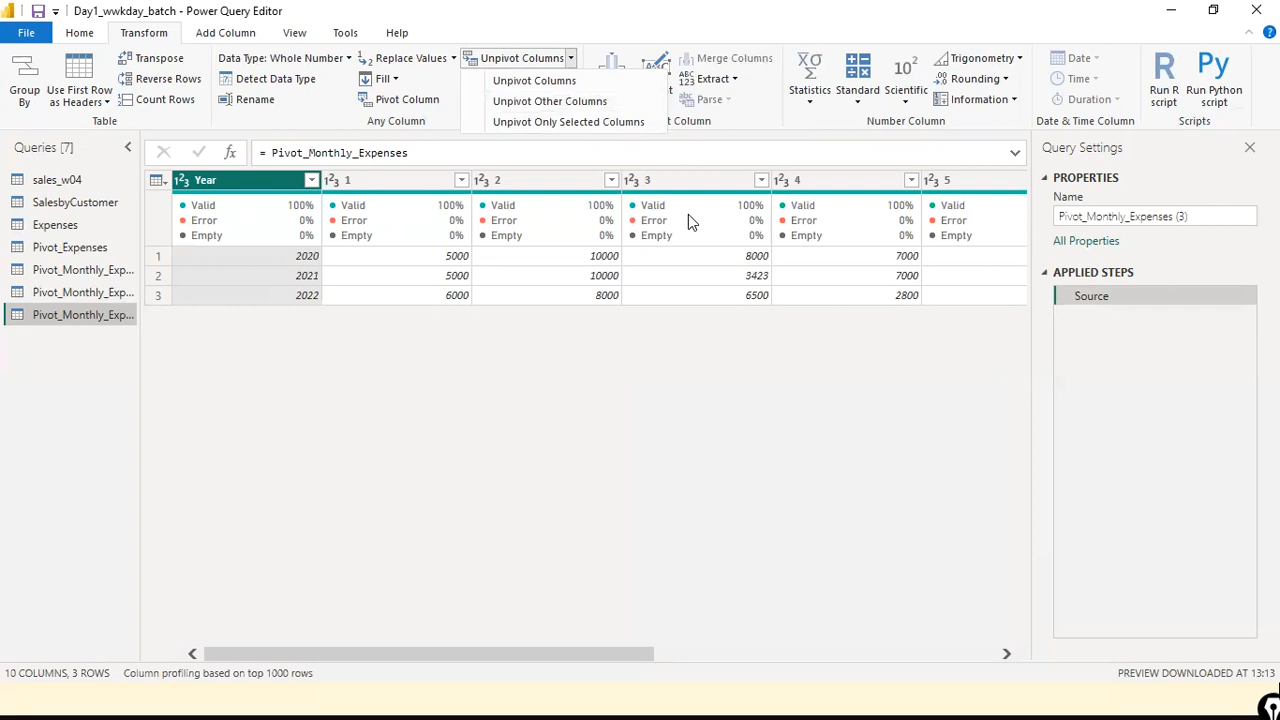 Day1_wwkday_batch - Power Query Editor
File
Home
Transform
Add Column
View
Tools
Help
Group By
Use First Row as Headers
Transpose
Reverse Rows
Count Rows
Table
Data Type: Whole Number
Detect Data Type
Rename
Replace Values
Fill
Pivot Column
Any Column
Unpivot Columns
Unpivot Columns
Unpivot Other Columns
Unpivot Only Selected Columns
Merge Columns
Extract
Parse
Column
Statistics
Standard
Scientific
Trigonometry
Rounding
Information
Number Column
Date
Time
Duration
Date & Time Column
Run R script
Run Python script
Scripts
Queries [7]
sales_w04
SalesbyCustomer
Expenses
Pivot_Expenses
Pivot_Monthly_Exp...
Pivot_Monthly_Exp...
Pivot_Monthly_Exp...
= Pivot_Monthly_Expenses
Year 1 2 3 4 5
Valid 100% Valid 100% Valid 100% Valid 100% Valid 100% Valid
Error 0% Error 0% Error 0% Error 0% Error 0% Error
Empty 0% Empty 0% Empty 0% Empty 0% Empty 0% Empty
1 2020 5000 10000 8000 7000
2 2021 5000 10000 3423 7000
3 2022 6000 8000 6500 2800
Query Settings
PROPERTIES
Name
Pivot_Monthly_Expenses (3)
All Properties
APPLIED STEPS
Source
10 COLUMNS, 3 ROWS
Column profiling based on top 1000 rows
PREVIEW DOWNLOADED AT 13:13